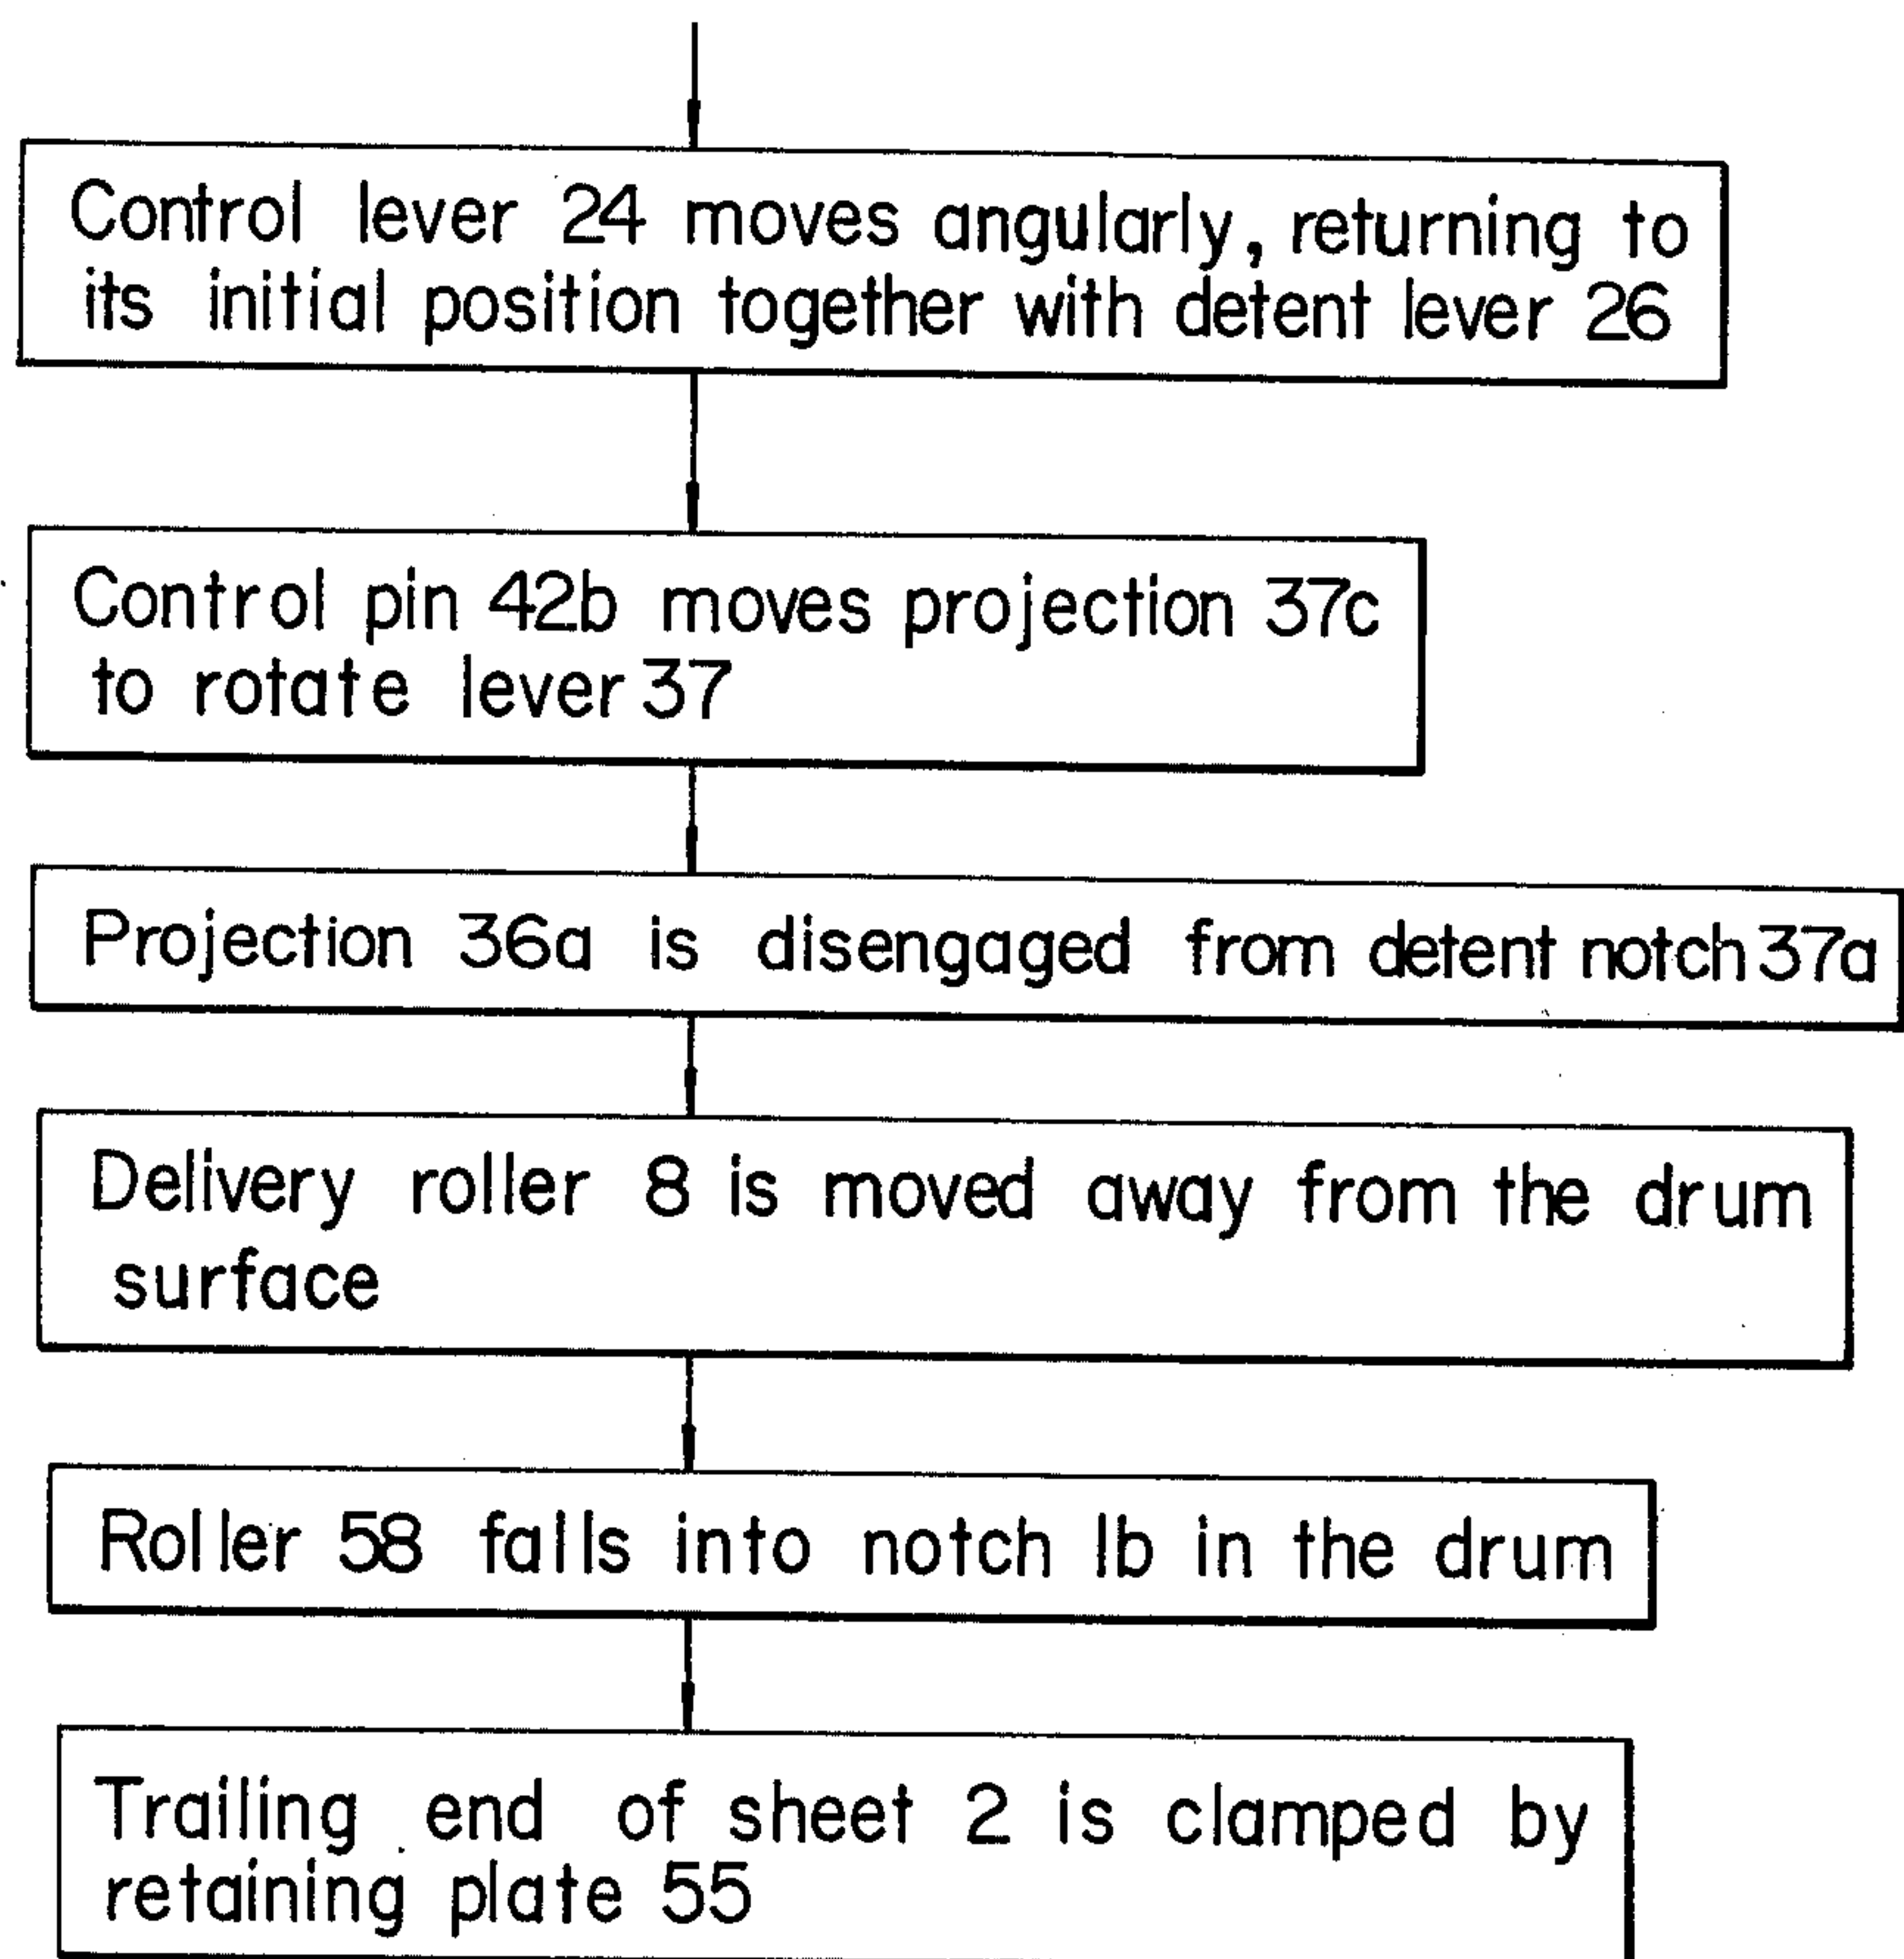 Control lever 24 moves angularly, returning to
its initial position together with detent lever 26
Control pin 42b moves projection 37c
to rotate lever 37
Projection 36a is disengaged from detent notch 37a
Delivery roller 8 is moved away from the drum
surface
Roller 58 falls into notch 1b in the drum
Trailing end of sheet 2 is clamped by
retaining plate 55